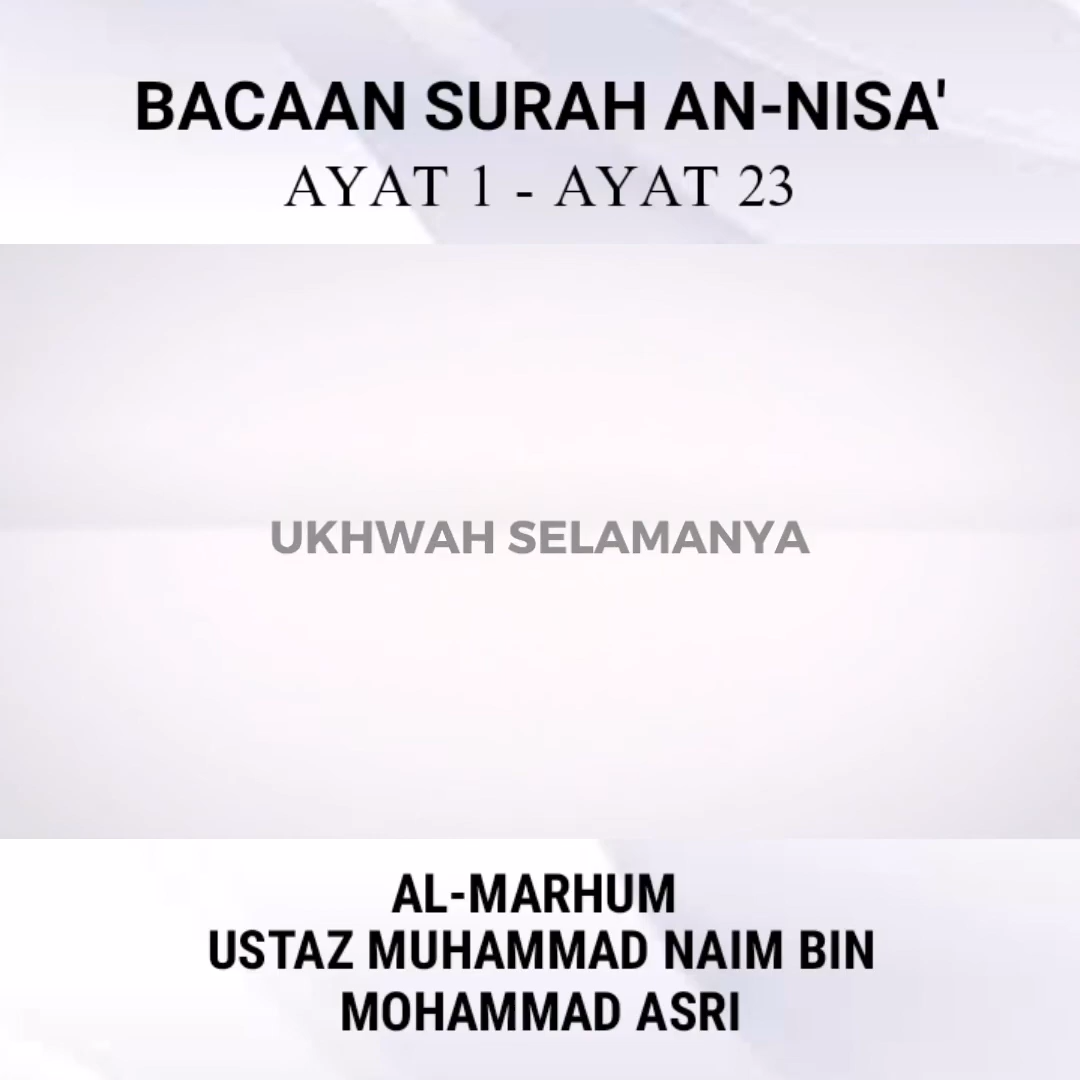 BACAAN SURAH AN-NISA'
AYAT 1 - AYAT 23
UKHWAH SELAMANYA
AL-MARHUM
USTAZ MUHAMMAD NAIM BIN
MOHAMMAD ASRI